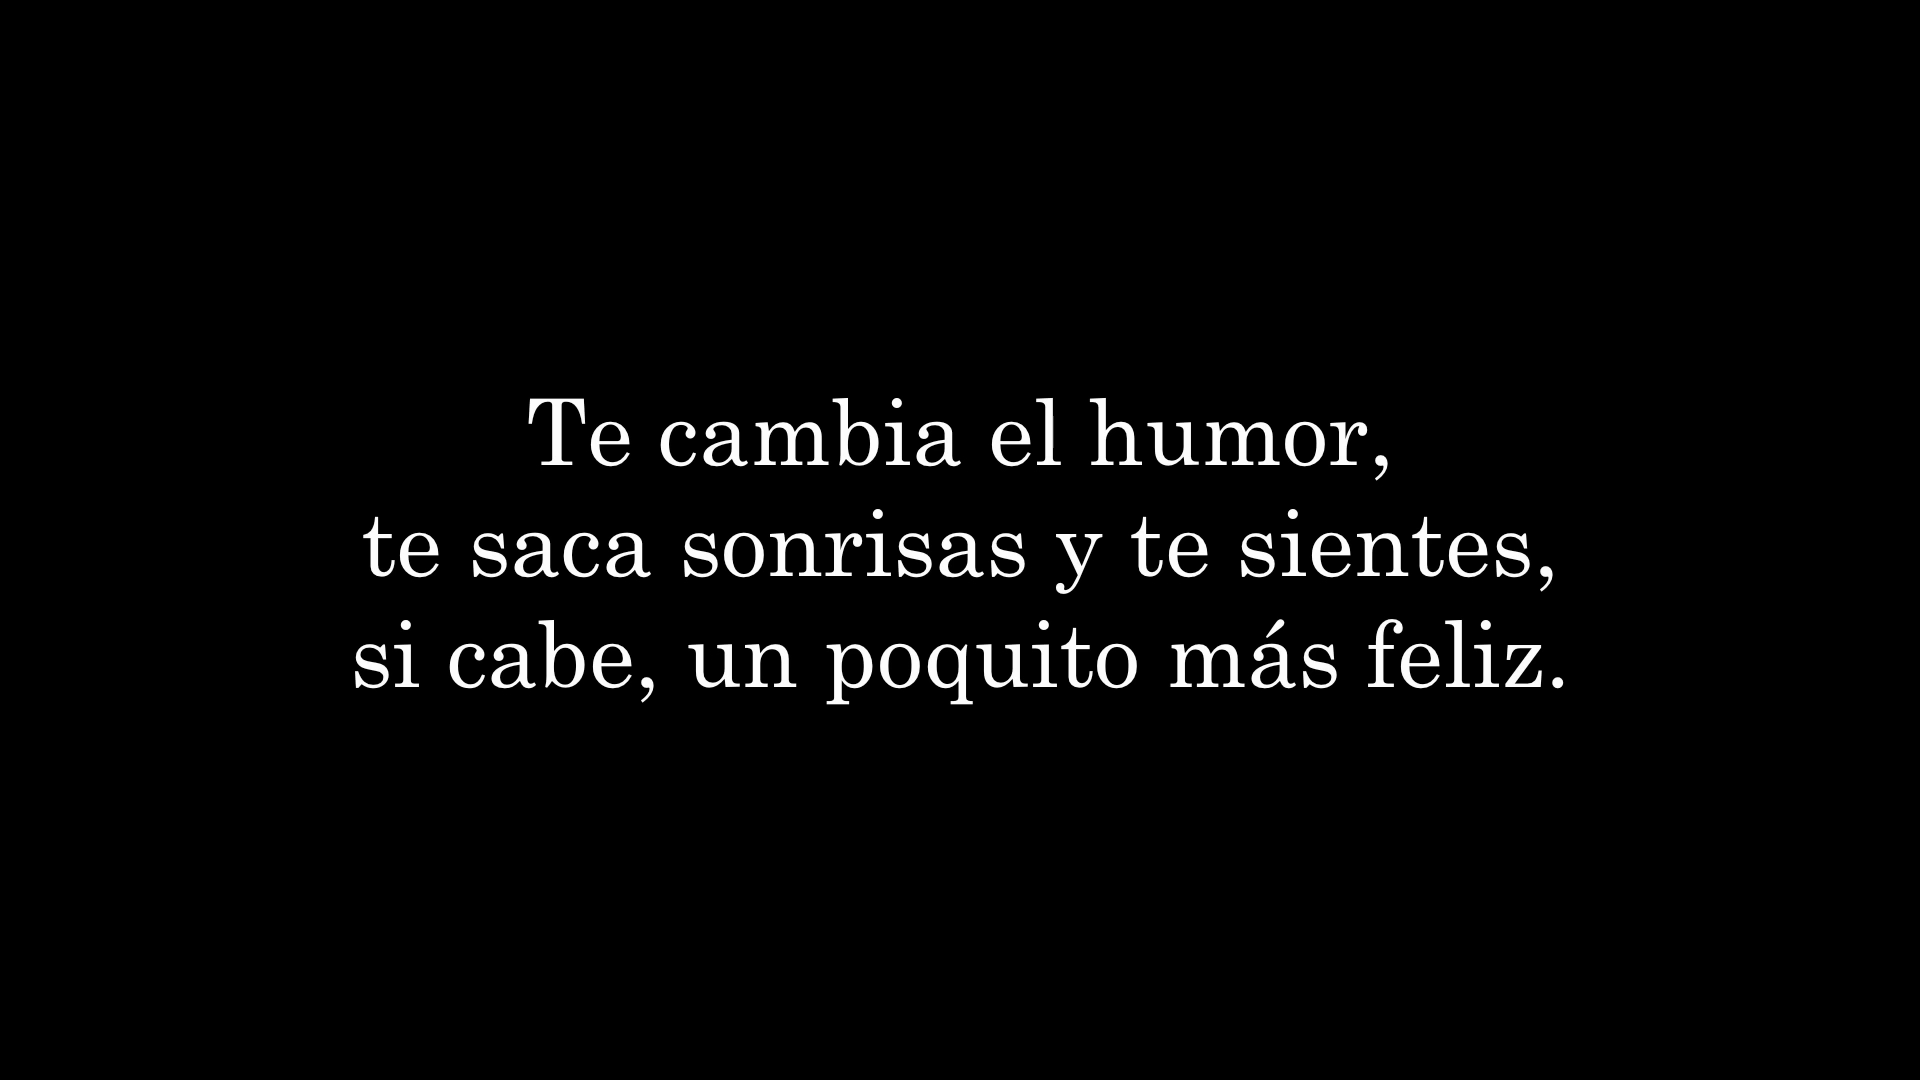 Te cambia el humor,
te saca sonrisas y te sientes,
si cabe, un poquito más feliz.